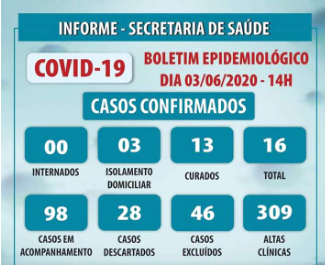 INFORME - SECRETARIA DE SAÚDE
COVID-19
BOLETIM EPIDEMIOLÓGICO
DIA 03/06/2020 - 14H
CASOS CONFIRMADOS
00
INTERNADOS
03
ISOLAMENTO
DOMICILIAR
13
CURADOS
16
TOTAL
98
CASOS EM
ACOMPANHAMENTO
28
CASOS
DESCARTADOS
46
CASOS
EXCLUÍDOS
309
ALTAS
CLÍNICAS